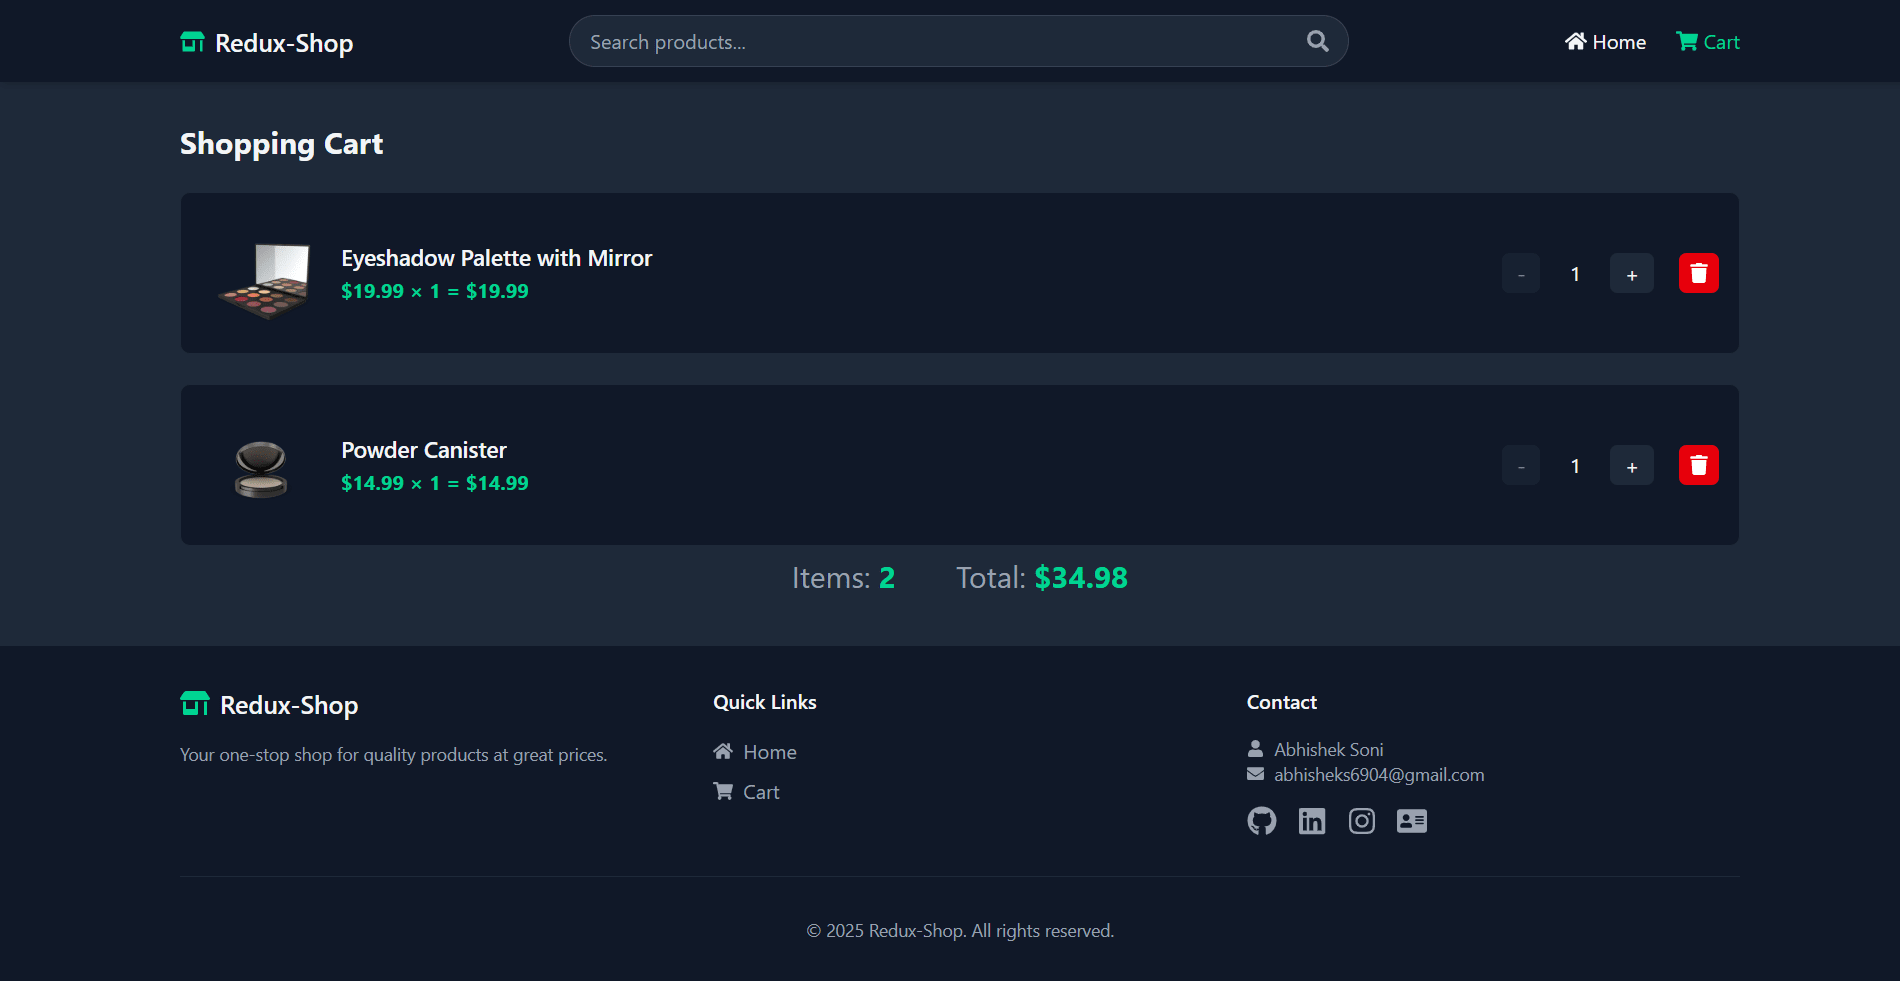 Redux-Shop
Search products...
Home
Cart
Shopping Cart
Eyeshadow Palette with Mirror
$19.99 × 1 = $19.99
- 1 +
Powder Canister
$14.99 × 1 = $14.99
- 1 +
Items: 2 Total: $34.98
Redux-Shop
Your one-stop shop for quality products at great prices.
Quick Links
Home
Cart
Contact
Abhishek Soni
abhisheks6904@gmail.com
© 2025 Redux-Shop. All rights reserved.